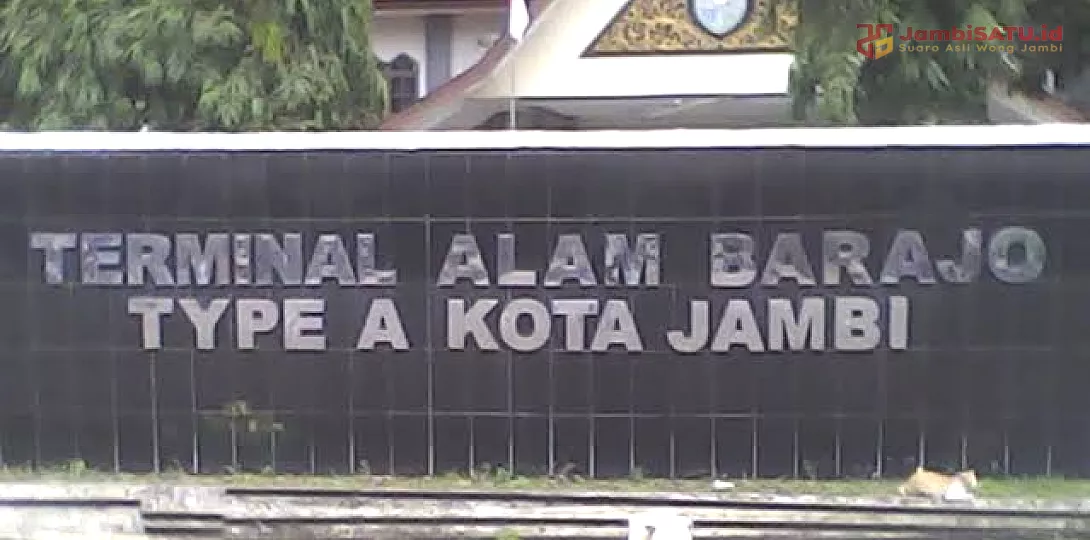 JambiSATU.id
Suara Asli Wong Jambi
TERMINAL ALAM BARAJO
TYPE A KOTA JAMBI